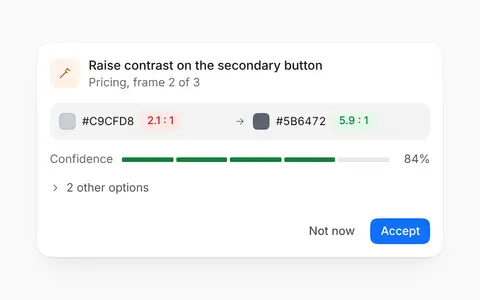 Raise contrast on the secondary button
Pricing, frame 2 of 3
#C9CFD8 2.1 : 1 → #5B6472 5.9 : 1
Confidence 84%
2 other options
Not now Accept